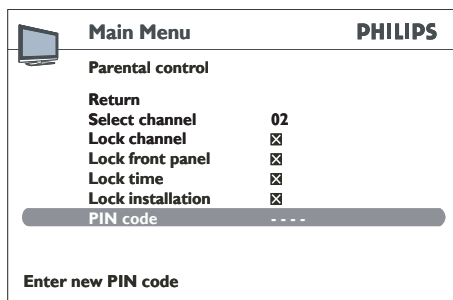 Main Menu PHILIPS
Parental control
Return
Select channel 02
Lock channel
Lock front panel
Lock time
Lock installation
PIN code - - - -
Enter new PIN code